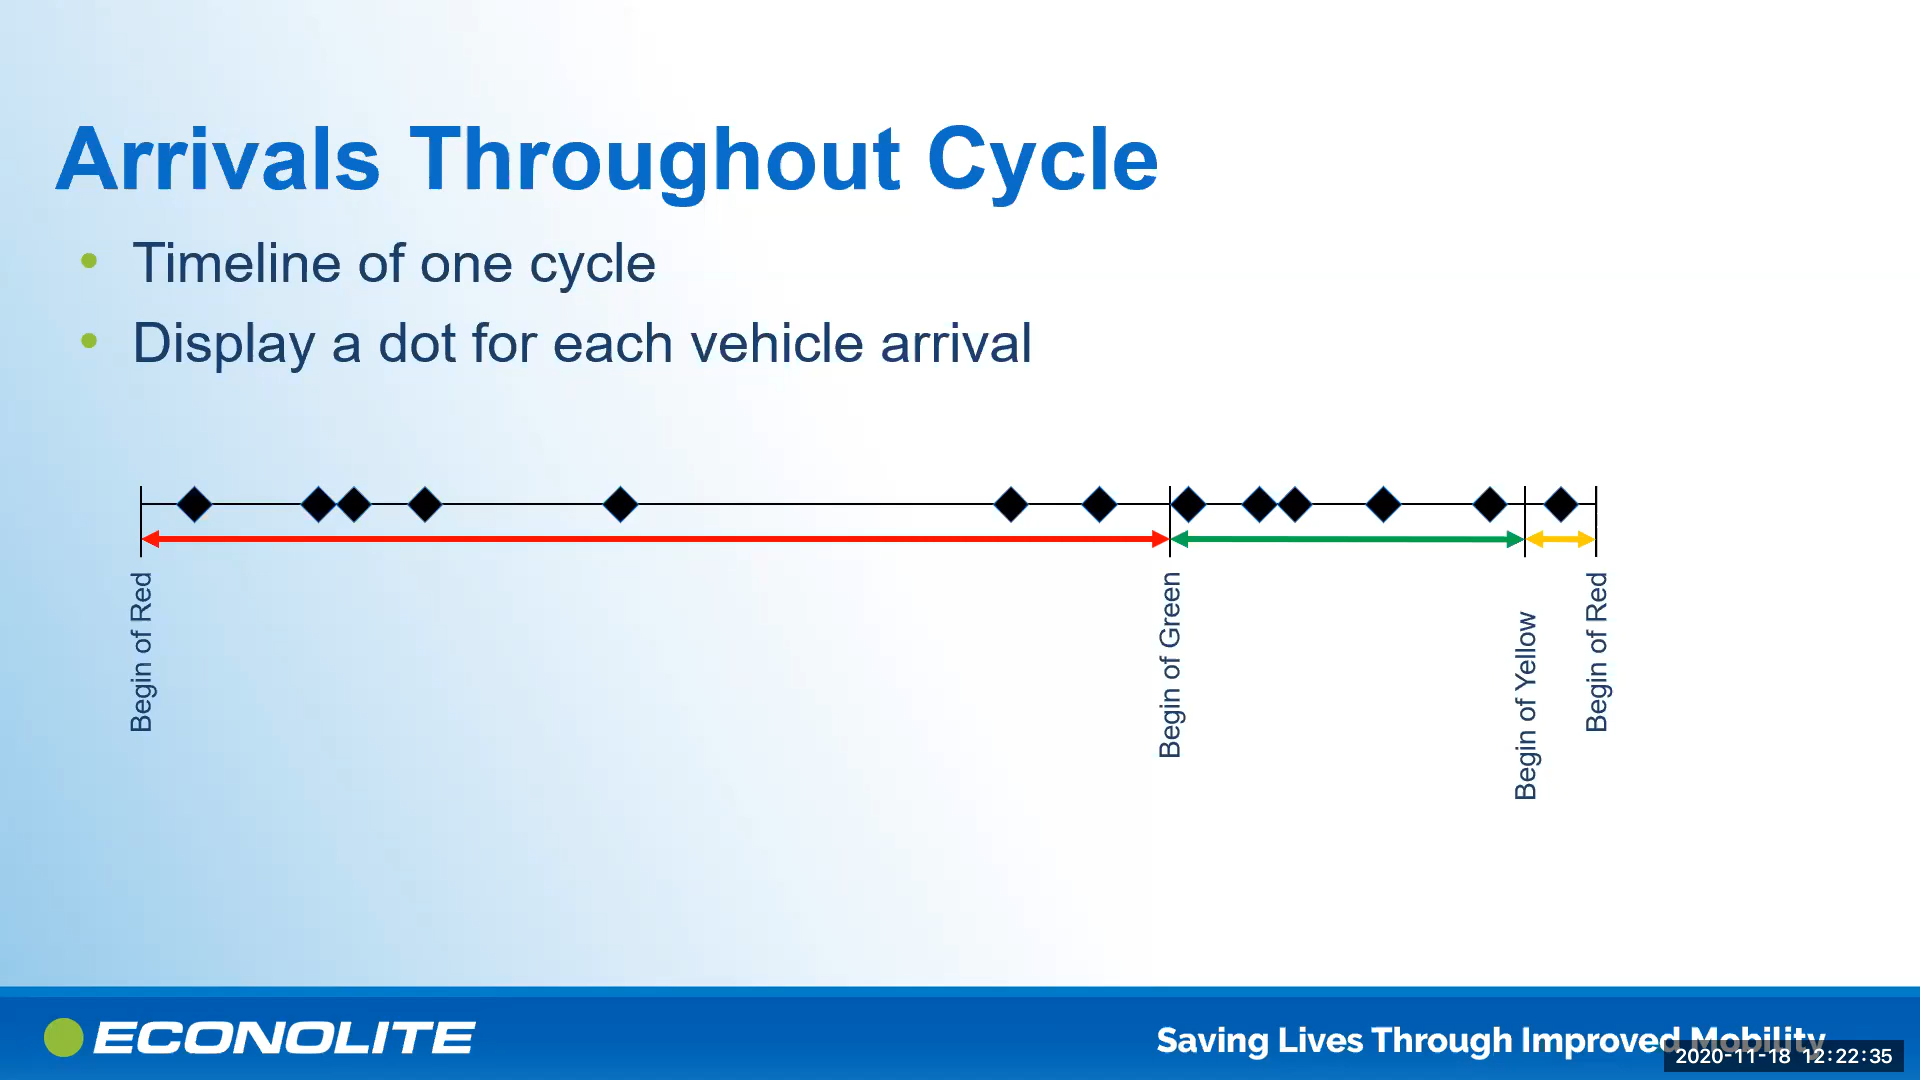 Arrivals Throughout Cycle
• Timeline of one cycle
• Display a dot for each vehicle arrival
Begin of Red
Begin of Green
Begin of Yellow
Begin of Red
ECONOLITE
Saving Lives Through Improved Mobility
2020-11-18 12:22:35